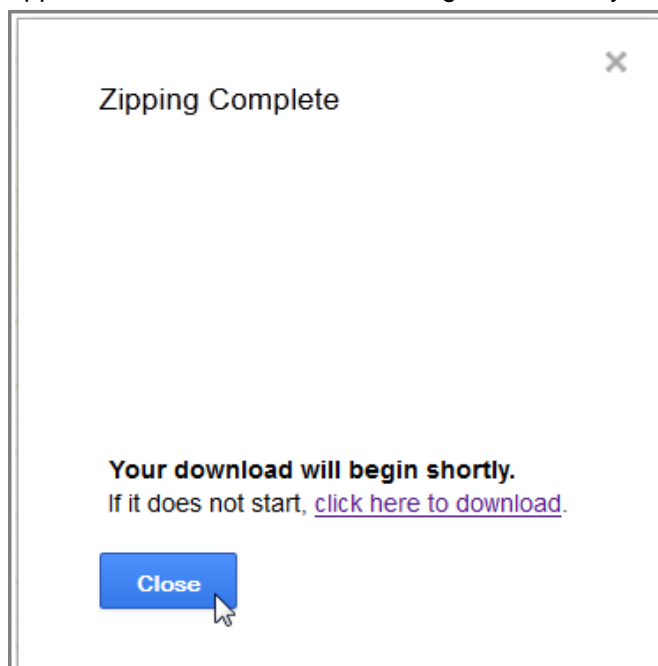 Zipping Complete
Your download will begin shortly.
If it does not start, click here to download.
Close